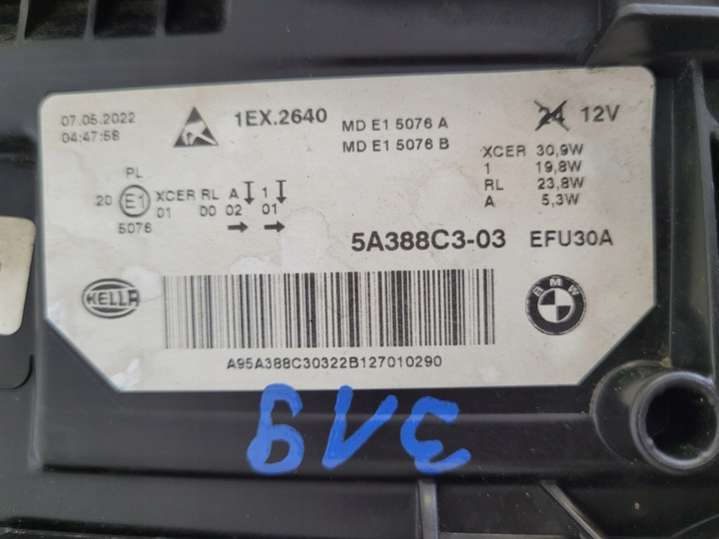 07.05.2022
04:47:58
1EX.2640
MD E1 5076 A
MD E1 5076 B
24 12V
XCER 30,9W
1 19,8W
RL 23,8W
A 5,3W
PL
20 E1 XCER RL A 1
01 00 02 01
5076
5A388C3-03 EFU30A
HELLA
BMW
A95A388C30322B127010290